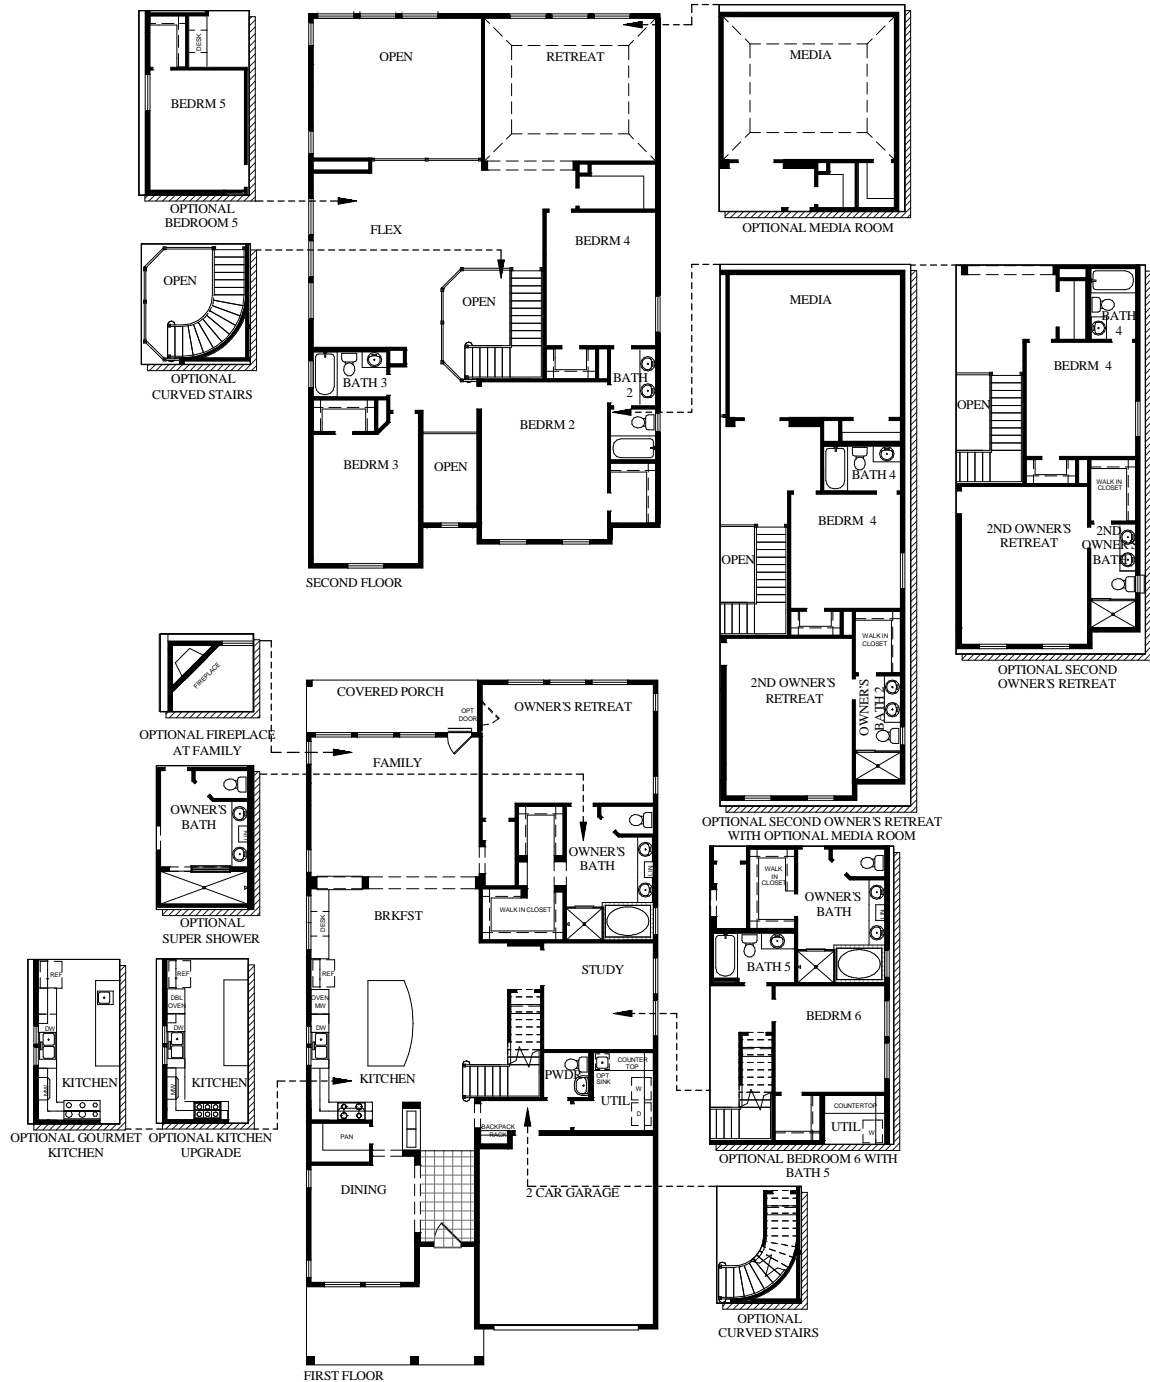 DESK
BEDRM 5
OPTIONAL
BEDROOM 5
OPEN
OPTIONAL
CURVED STAIRS
OPEN
RETREAT
FLEX
BEDRM 4
OPEN
BATH 3
BATH
2
BEDRM 2
BEDRM 3
OPEN
SECOND FLOOR
MEDIA
OPTIONAL MEDIA ROOM
MEDIA
BATH 4
BEDRM 4
OPEN
WALK IN
CLOSET
2ND OWNER'S
RETREAT
OWNER'S
BATH 2
OPTIONAL SECOND OWNER'S RETREAT
WITH OPTIONAL MEDIA ROOM
BATH
4
BEDRM 4
OPEN
WALK IN
CLOSET
2ND OWNER'S
RETREAT
2ND
OWNER'S
BATH
OPTIONAL SECOND
OWNER'S RETREAT
FIREPLACE
OPTIONAL FIREPLACE
AT FAMILY
OWNER'S
BATH
LIN
OPTIONAL
SUPER SHOWER
REF
DW
MW
KITCHEN
OPTIONAL GOURMET
KITCHEN
REF
DBL
OVEN
DW
MW
KITCHEN
OPTIONAL KITCHEN
UPGRADE
COVERED PORCH
OPT
DOOR
OWNER'S RETREAT
FAMILY
OWNER'S
BATH
LIN
WALK IN CLOSET
BRKFST
DESK
STUDY
REF
OVEN
MW
DW
KITCHEN
PWDR
OPT
SINK
COUNTER
TOP
W
D
UTIL
BACKPACK
RACK
PAN
DINING
2 CAR GARAGE
FIRST FLOOR
WALK
IN
CLOSET
OWNER'S
BATH
LIN
BATH 5
BEDRM 6
COUNTERTOP
UTIL
W
OPTIONAL BEDROOM 6 WITH
BATH 5
OPTIONAL
CURVED STAIRS